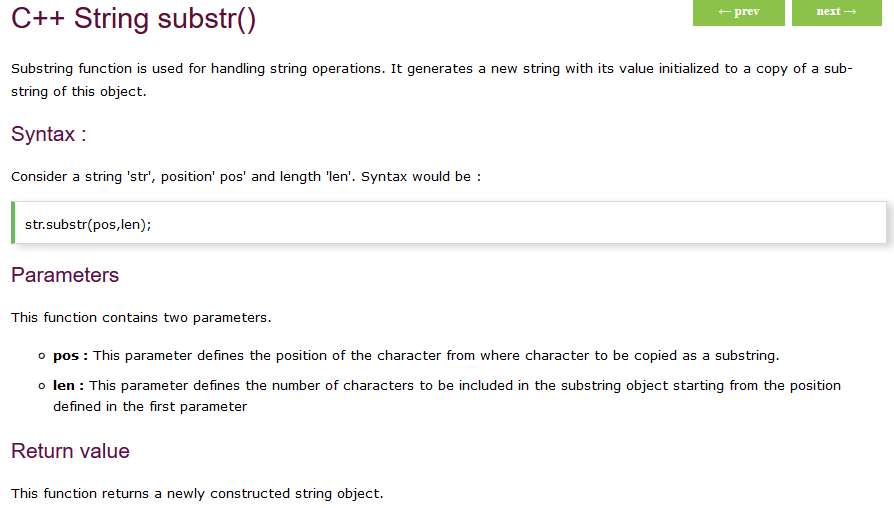 C++ String substr()
← prev
next →
Substring function is used for handling string operations. It generates a new string with its value initialized to a copy of a sub-
string of this object.
Syntax :
Consider a string 'str', position' pos' and length 'len'. Syntax would be :
str.substr(pos,len);
Parameters
This function contains two parameters.
pos : This parameter defines the position of the character from where character to be copied as a substring.
len : This parameter defines the number of characters to be included in the substring object starting from the position
defined in the first parameter
Return value
This function returns a newly constructed string object.